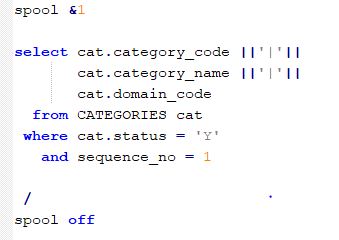 spool &1
select cat.category_code ||'|'||
cat.category_name ||'|'||
cat.domain_code
from CATEGORIES cat
where cat.status = 'Y'
and sequence_no = 1
/
spool off